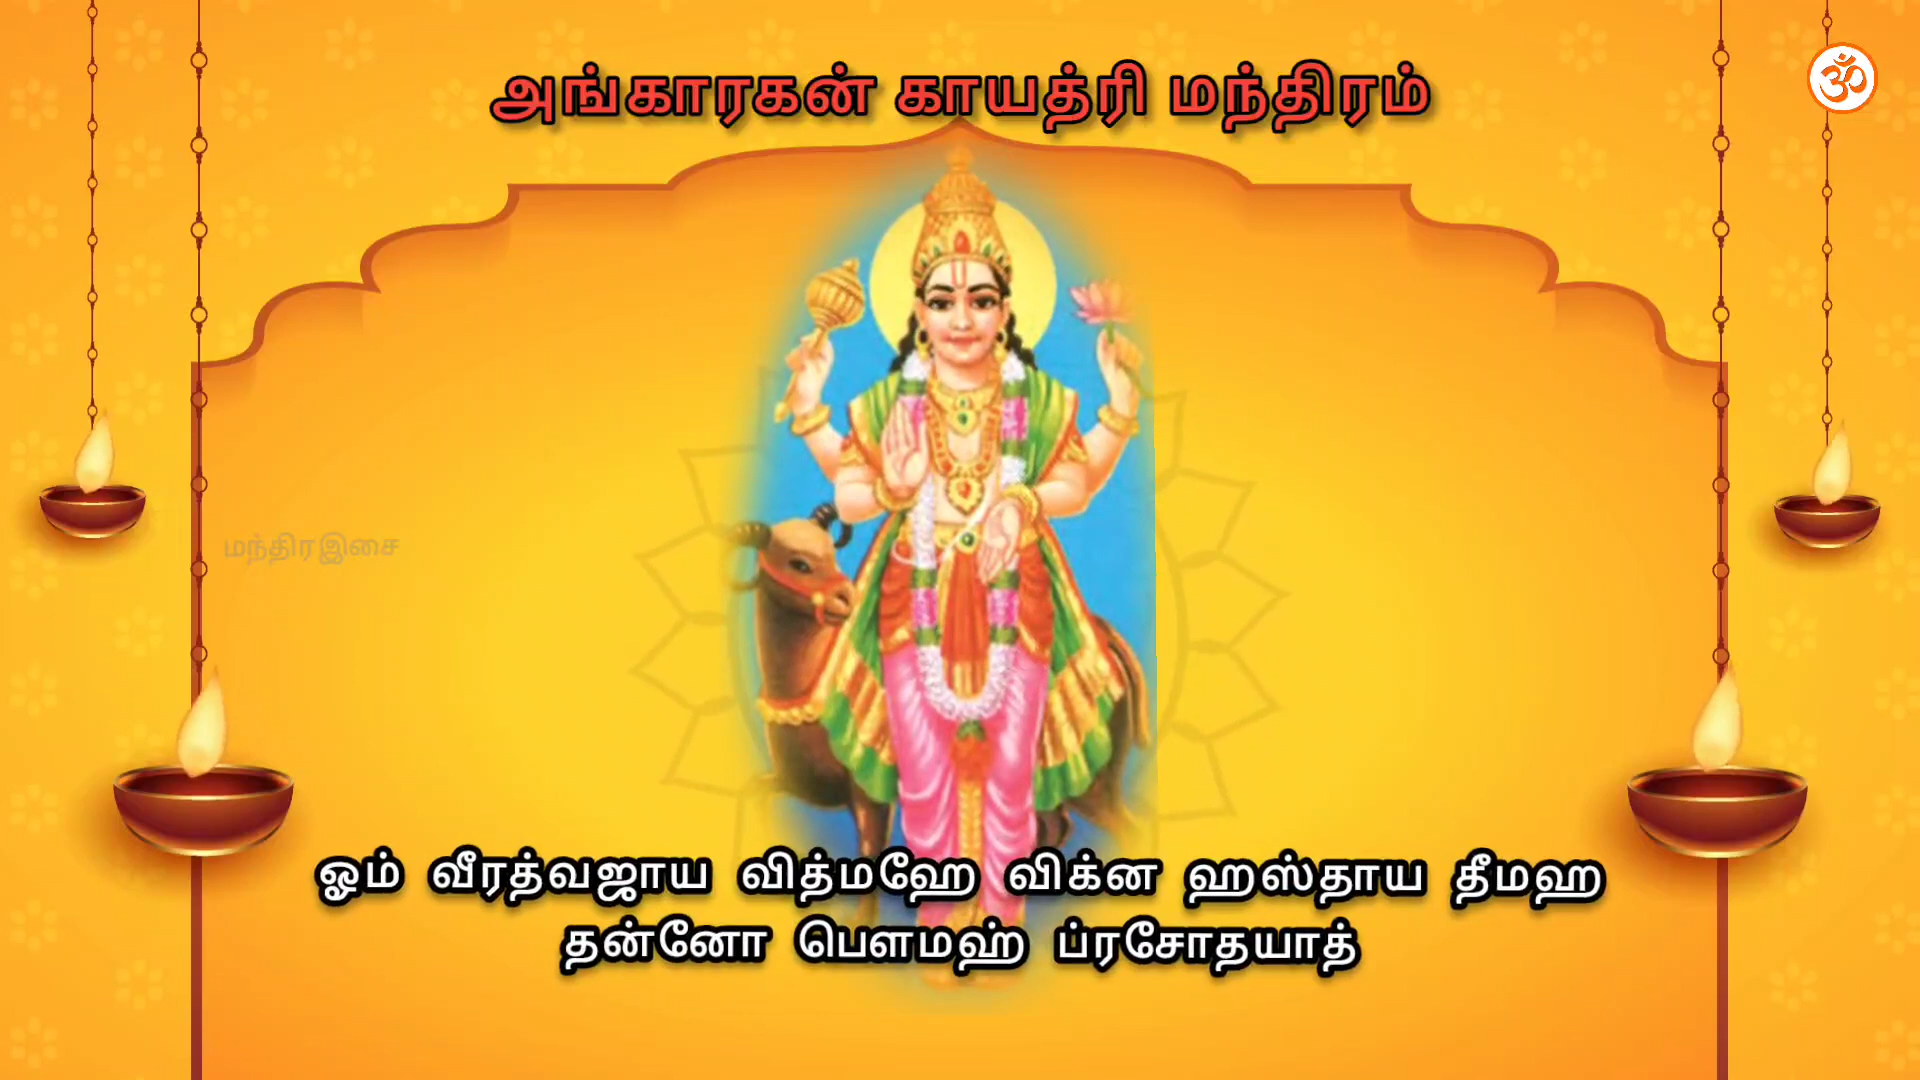 அங்காரகன் காயத்ரி மந்திரம்
ॐ
மந்திரஇசை
ஓம் வீரத்வஜாய வித்மஹே விக்ன ஹஸ்தாய தீமஹ
தன்னோ பௌமஹ் ப்ரசோதயாத்